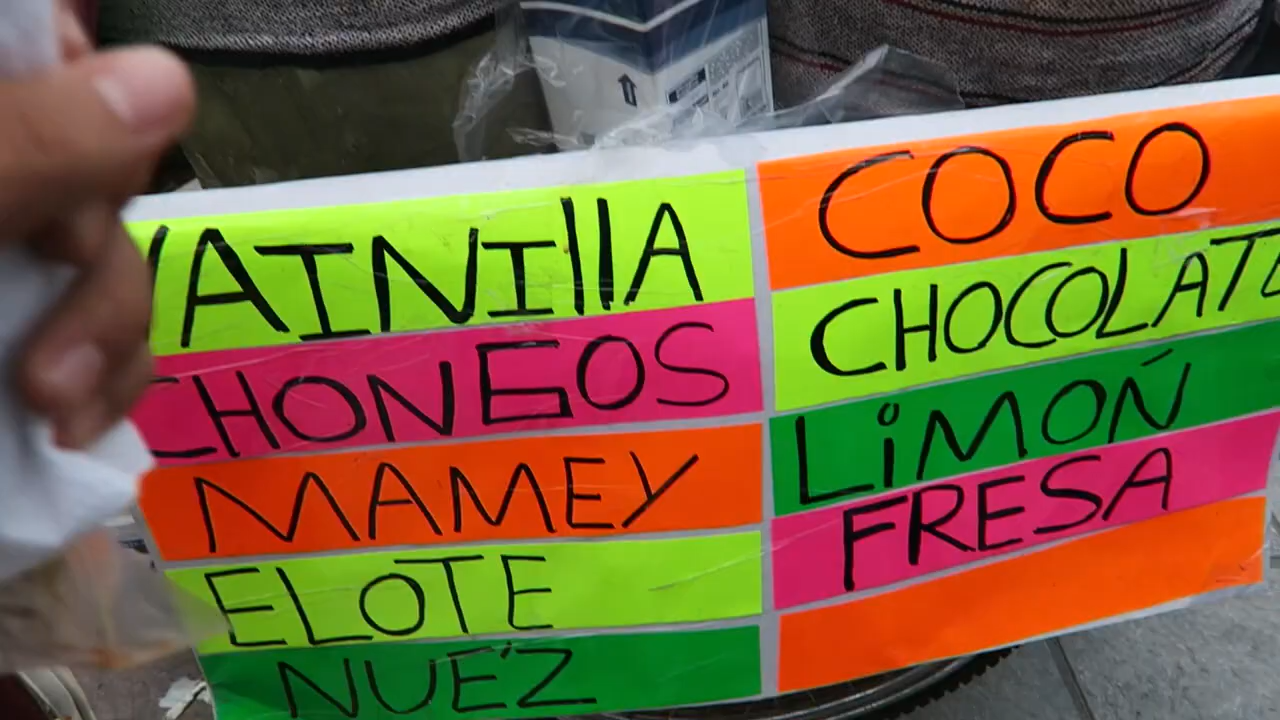 VAINIllA
CHONGOS
MAMEY
ELOTE
NUÉZ
COCO
CHOCOLATE
LiMOŃ
FRESA